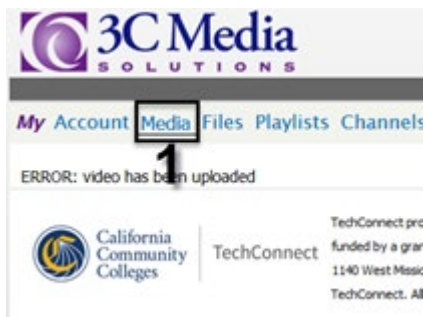 3C Media
SOLUTIONS
My Account Media Files Playlists Channels
1
ERROR: video has been uploaded
California
Community
Colleges
TechConnect
TechConnect pro
funded by a gran
1140 West Missio
TechConnect. All